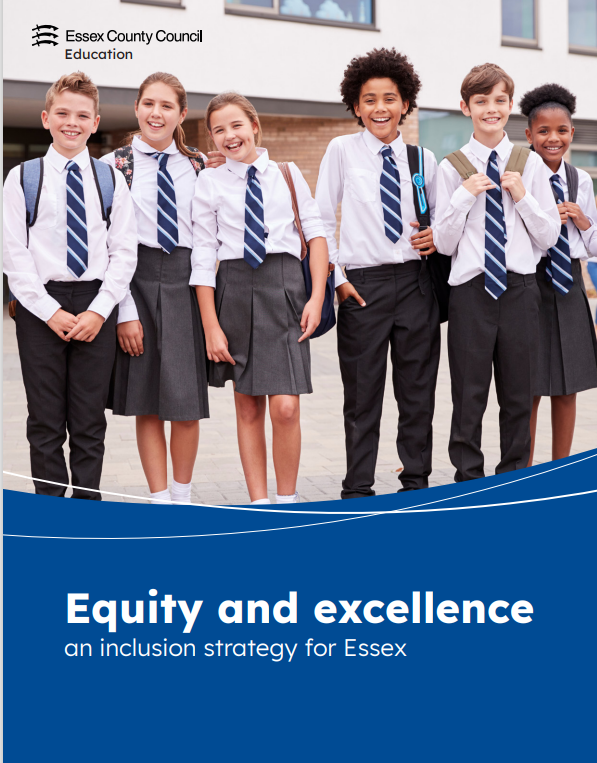 Essex County Council
Education
Equity and excellence
an inclusion strategy for Essex